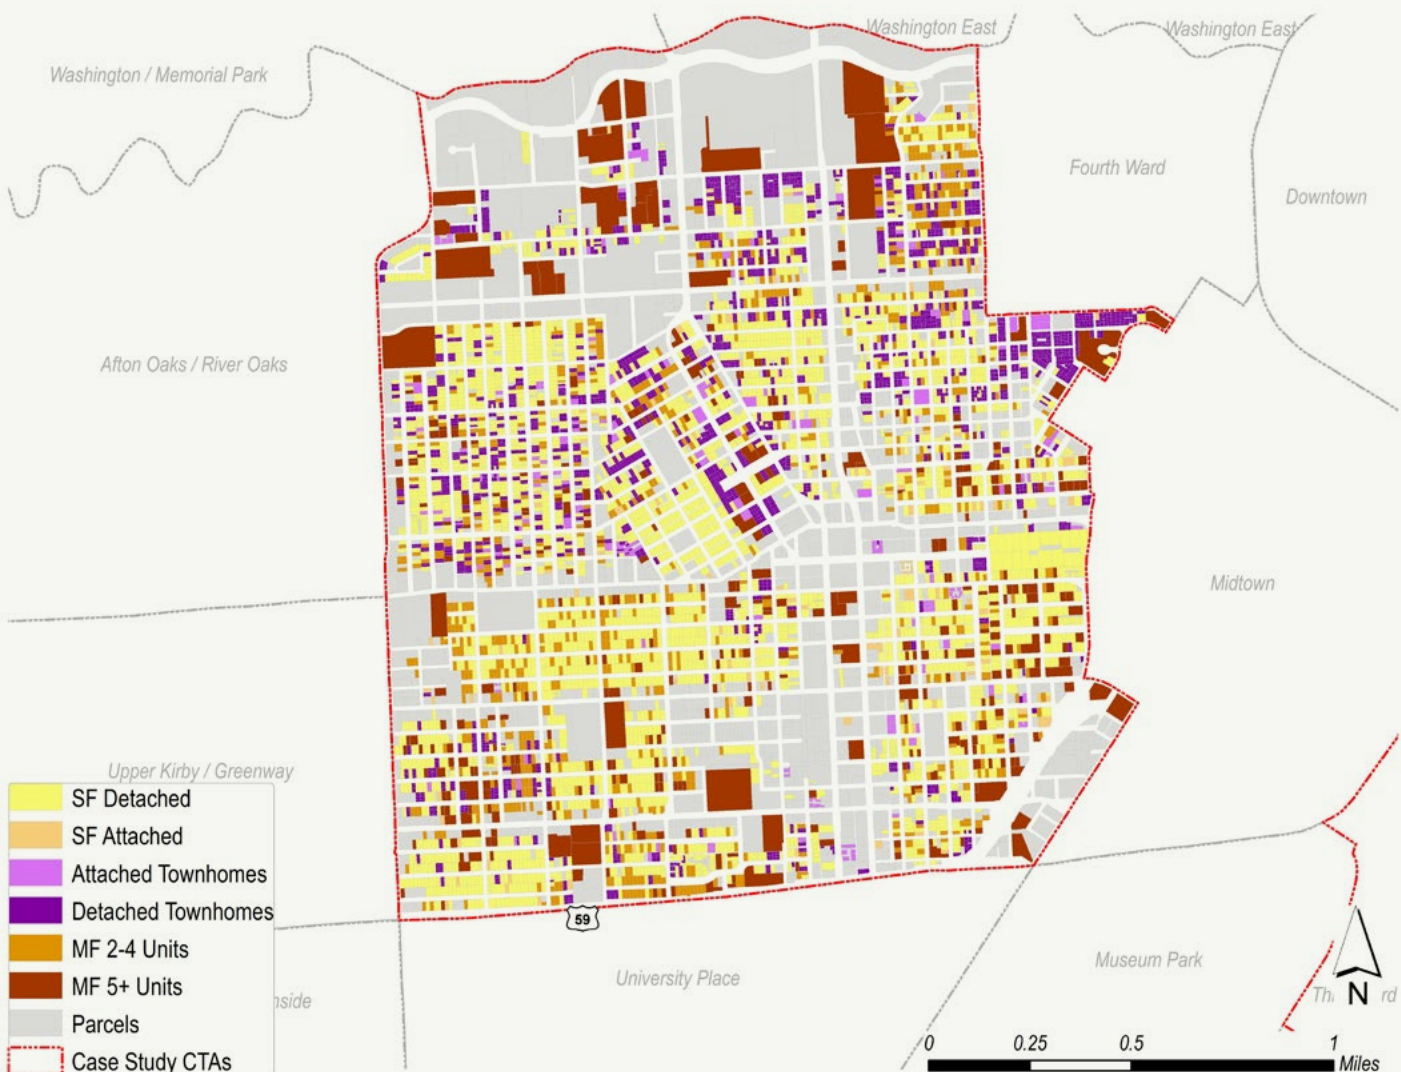 Washington East
Washington East
Washington / Memorial Park
Fourth Ward
Downtown
Afton Oaks / River Oaks
Midtown
Upper Kirby / Greenway
SF Detached
SF Attached
Attached Townhomes
Detached Townhomes
MF 2-4 Units
MF 5+ Units
Parcels
Case Study CTAs
59
University Place
Museum Park
N
0 0.25 0.5 1
Miles